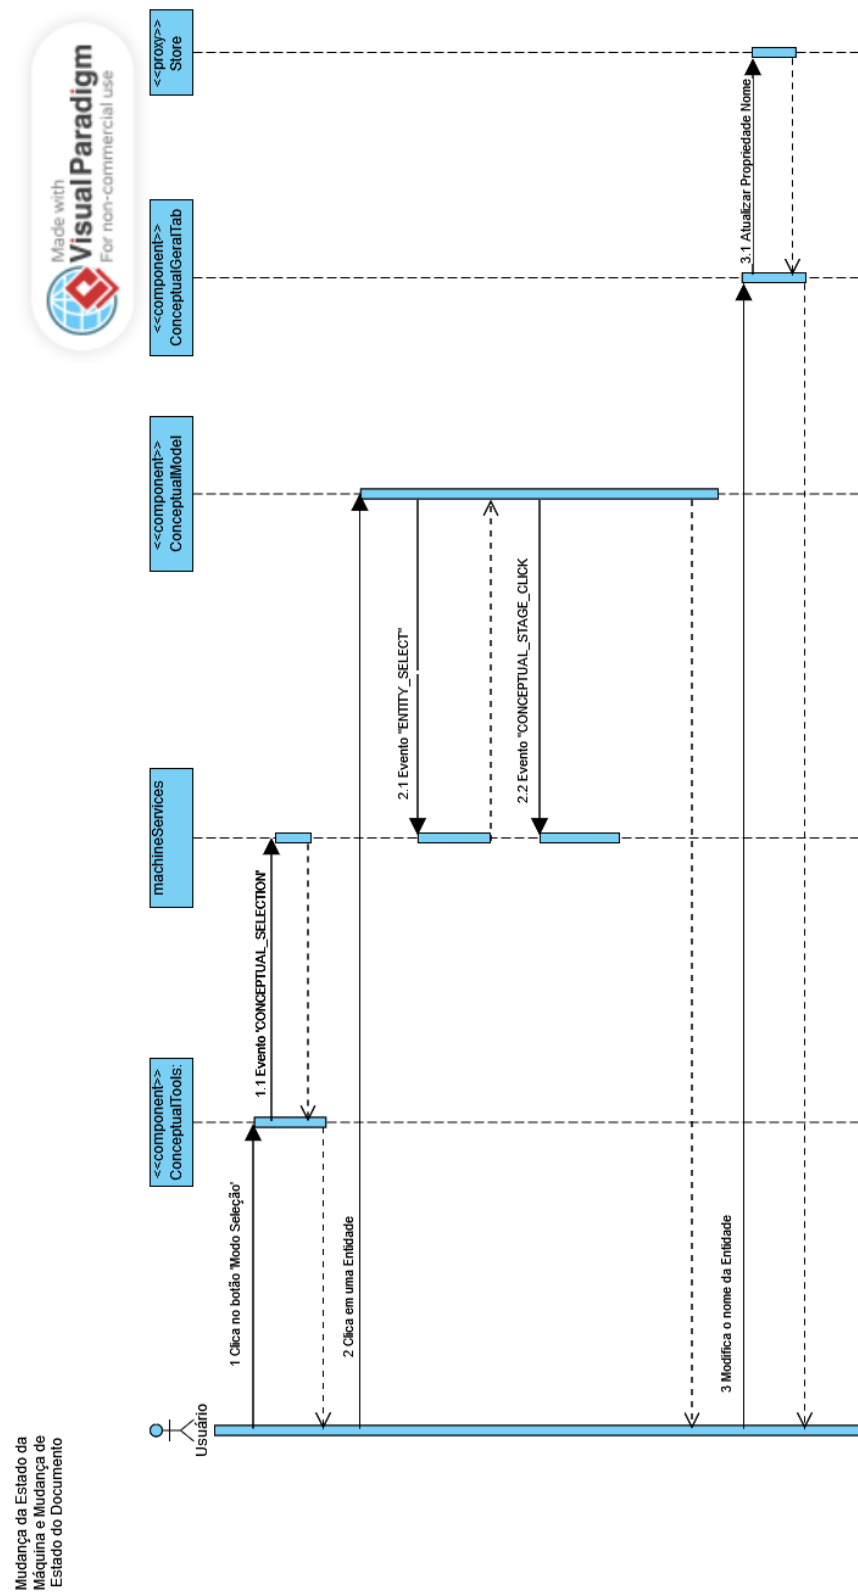 Mudança da Estado da
Máquina e Mudança de
Estado do Documento
Usuário
<<component>>
ConceptualTools:
machineServices
<<component>>
ConceptualModel
<<component>>
ConceptualGeralTab
<<proxy>>
Store
Made with
VisualParadigm
For non-commercial use
1 Clica no botão 'Modo Seleção'
1.1 Evento 'CONCEPTUAL_SELECTION'
2 Clica em uma Entidade
2.1 Evento "ENTITY_SELECT"
2.2 Evento "CONCEPTUAL_STAGE_CLICK
3 Modifica o nome da Entidade
3.1 Atualizar Propriedade Nome